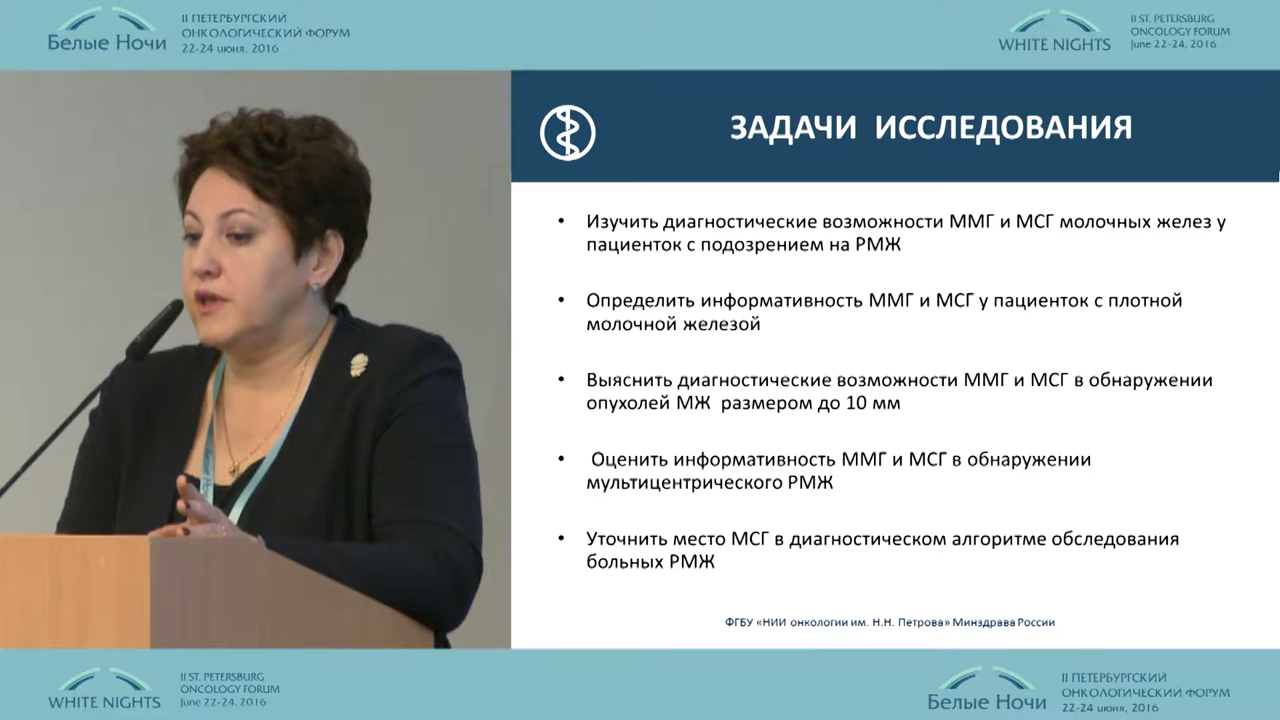 Белые Ночи
II ПЕТЕРБУРГСКИЙ
ОНКОЛОГИЧЕСКИЙ ФОРУМ
22-24 июня, 2016
WHITE NIGHTS
II ST. PETERSBURG
ONCOLOGY FORUM
June 22-24, 2016
ЗАДАЧИ ИССЛЕДОВАНИЯ
• Изучить диагностические возможности ММГ и МСГ молочных желез у
пациенток с подозрением на РМЖ
• Определить информативность ММГ и МСГ у пациенток с плотной
молочной железой
• Выяснить диагностические возможности ММГ и МСГ в обнаружении
опухолей МЖ размером до 10 мм
• Оценить информативность ММГ и МСГ в обнаружении
мультицентрического РМЖ
• Уточнить место МСГ в диагностическом алгоритме обследования
больных РМЖ
ФГБУ «НИИ онкологии им. Н.Н. Петрова» Минздрава России
WHITE NIGHTS
II ST. PETERSBURG
ONCOLOGY FORUM
June 22-24, 2016
Белые Ночи
II ПЕТЕРБУРГСКИЙ
ОНКОЛОГИЧЕСКИЙ ФОРУМ
22-24 июня, 2016